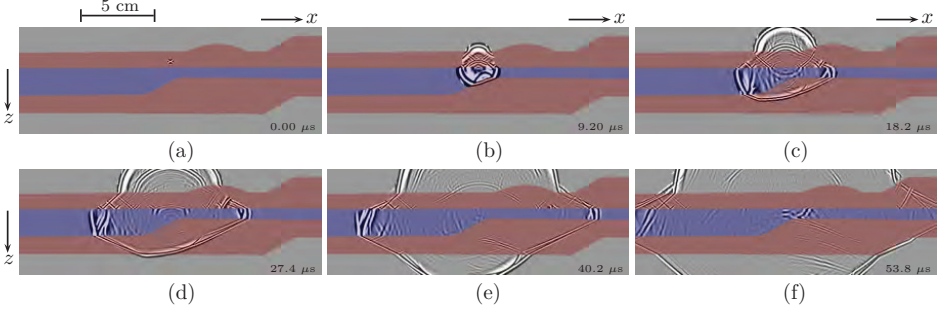 5 cm
x
x
x
z
0.00 μs
9.20 μs
18.2 μs
(a)
(b)
(c)
z
27.4 μs
40.2 μs
53.8 μs
(d)
(e)
(f)